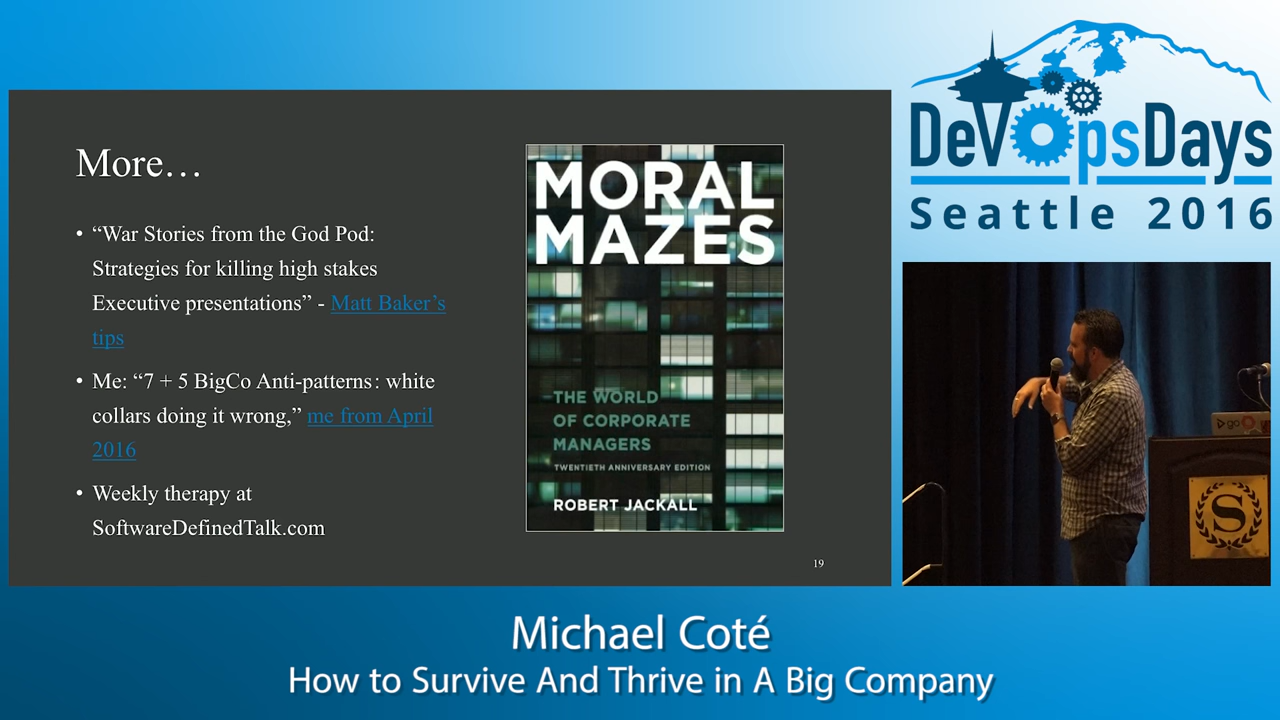 More…
• “War Stories from the God Pod:
Strategies for killing high stakes
Executive presentations” - Matt Baker’s
tips
• Me: “7 + 5 BigCo Anti-patterns: white
collars doing it wrong,” me from April
2016
• Weekly therapy at
SoftwareDefinedTalk.com
MORAL
MAZES
THE WORLD
OF CORPORATE
MANAGERS
TWENTIETH ANNIVERSARY EDITION
ROBERT JACKALL
19
DevOpsDays
Seattle 2016
S
Michael Coté
How to Survive And Thrive in A Big Company